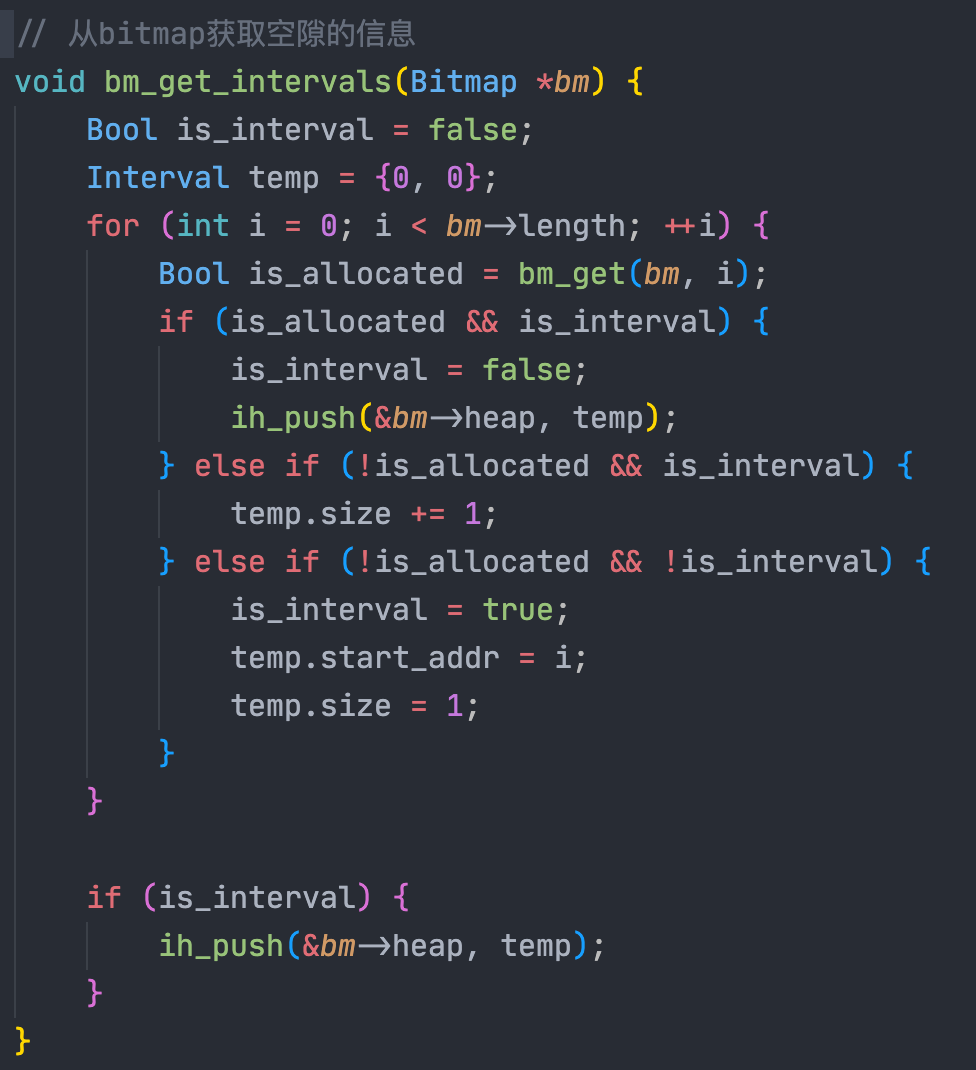 // 从bitmap获取空隙的信息
void bm_get_intervals(Bitmap *bm) {
    Bool is_interval = false;
    Interval temp = {0, 0};
    for (int i = 0; i < bm->length; ++i) {
        Bool is_allocated = bm_get(bm, i);
        if (is_allocated && is_interval) {
            is_interval = false;
            ih_push(&bm->heap, temp);
        } else if (!is_allocated && is_interval) {
            temp.size += 1;
        } else if (!is_allocated && !is_interval) {
            is_interval = true;
            temp.start_addr = i;
            temp.size = 1;
        }
    }

    if (is_interval) {
        ih_push(&bm->heap, temp);
    }
}